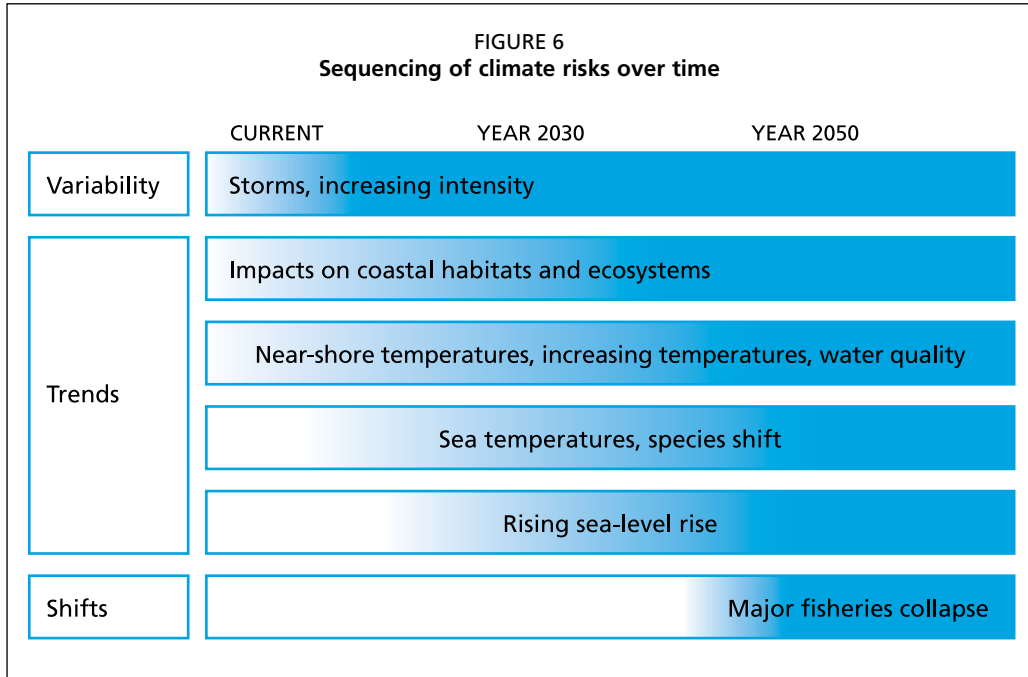 FIGURE 6
Sequencing of climate risks over time
CURRENT YEAR 2030 YEAR 2050
Variability
Storms, increasing intensity
Trends
Impacts on coastal habitats and ecosystems
Near-shore temperatures, increasing temperatures, water quality
Sea temperatures, species shift
Rising sea-level rise
Shifts
Major fisheries collapse